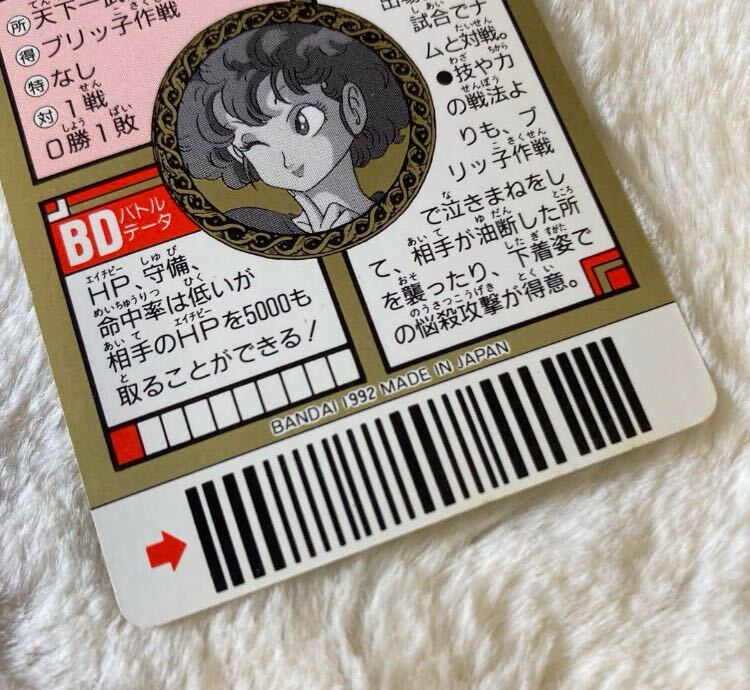 所 天下一武
得 ブリッ子作戦
特 なし
対 1戦
0勝1敗
BD バトル
データ
HP、守備、
命中率は低いが
相手のHPを5000も
取ることができる!
試合でナ
ムと対戦。
●技や力
の戦法よ
りも、ブ
リッ子作戦
で泣きまねをし
て、相手が油断した所
を襲ったり、下着姿で
の悩殺攻撃が得意。
BANDAI 1992 MADE IN JAPAN